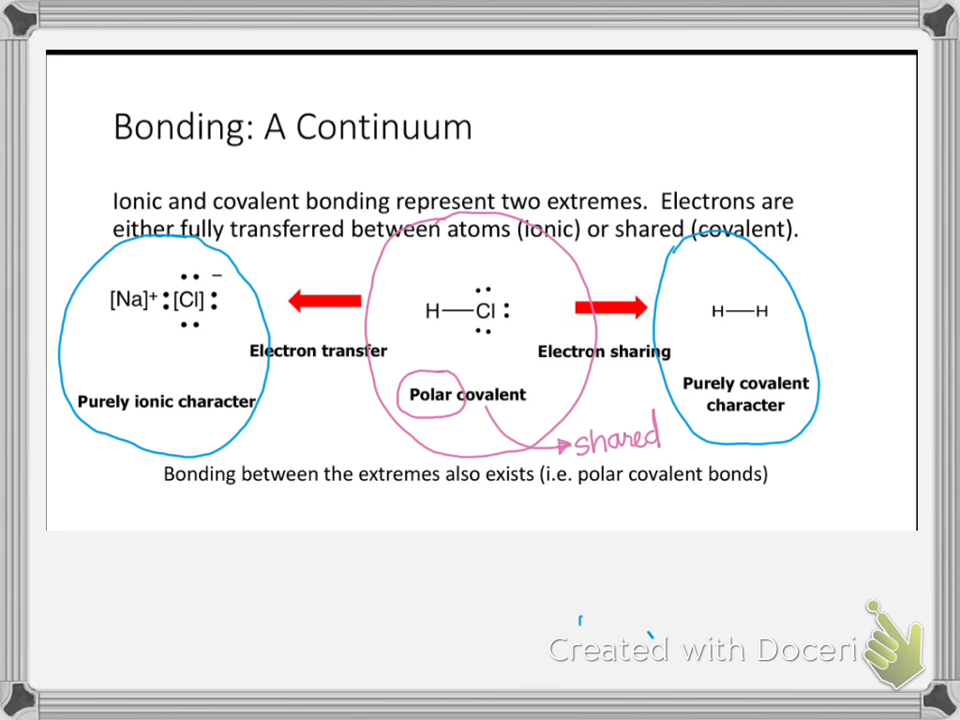 Bonding: A Continuum
Ionic and covalent bonding represent two extremes. Electrons are
either fully transferred between atoms (ionic) or shared (covalent).
[Na]⁺ [Cl] ⁻
H—Cl
H—H
Electron transfer
Electron sharing
Purely ionic character
Polar covalent
Purely covalent
character
shared
Bonding between the extremes also exists (i.e. polar covalent bonds)
Created with Doceri